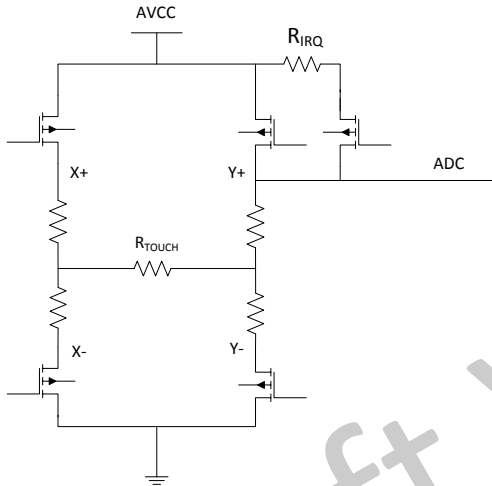 AVCC
RIRQ
X+
Y+
ADC
RTOUCH
X-
Y-